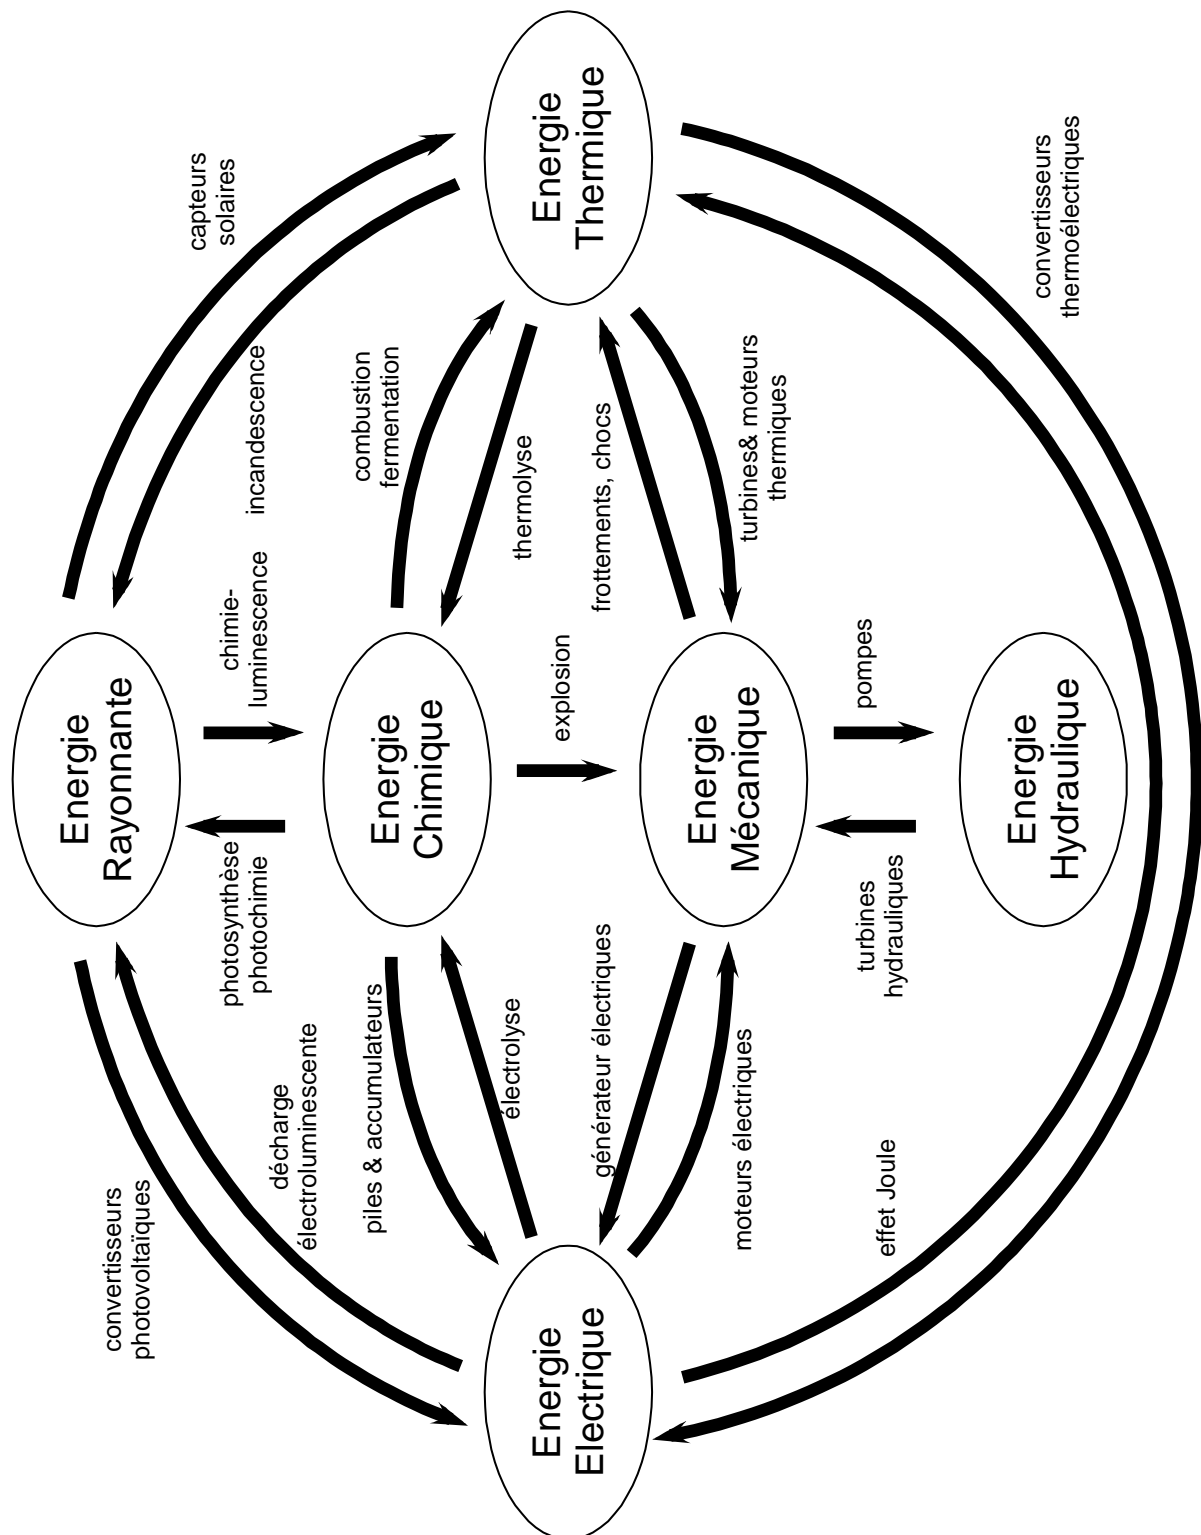 Energie
Rayonnante
Energie
Chimique
Energie
Mécanique
Energie
Hydraulique
Energie
Thermique
Energie
Electrique
capteurs
solaires
incandescence
chimie-
luminescence
photosynthèse
photochimie
convertisseurs
photovoltaïques
décharge
électroluminescente
combustion
fermentation
thermolyse
explosion
piles & accumulateurs
électrolyse
frottements, chocs
turbines& moteurs
thermiques
générateur électriques
moteurs électriques
pompes
turbines
hydrauliques
effet Joule
convertisseurs
thermoélectriques